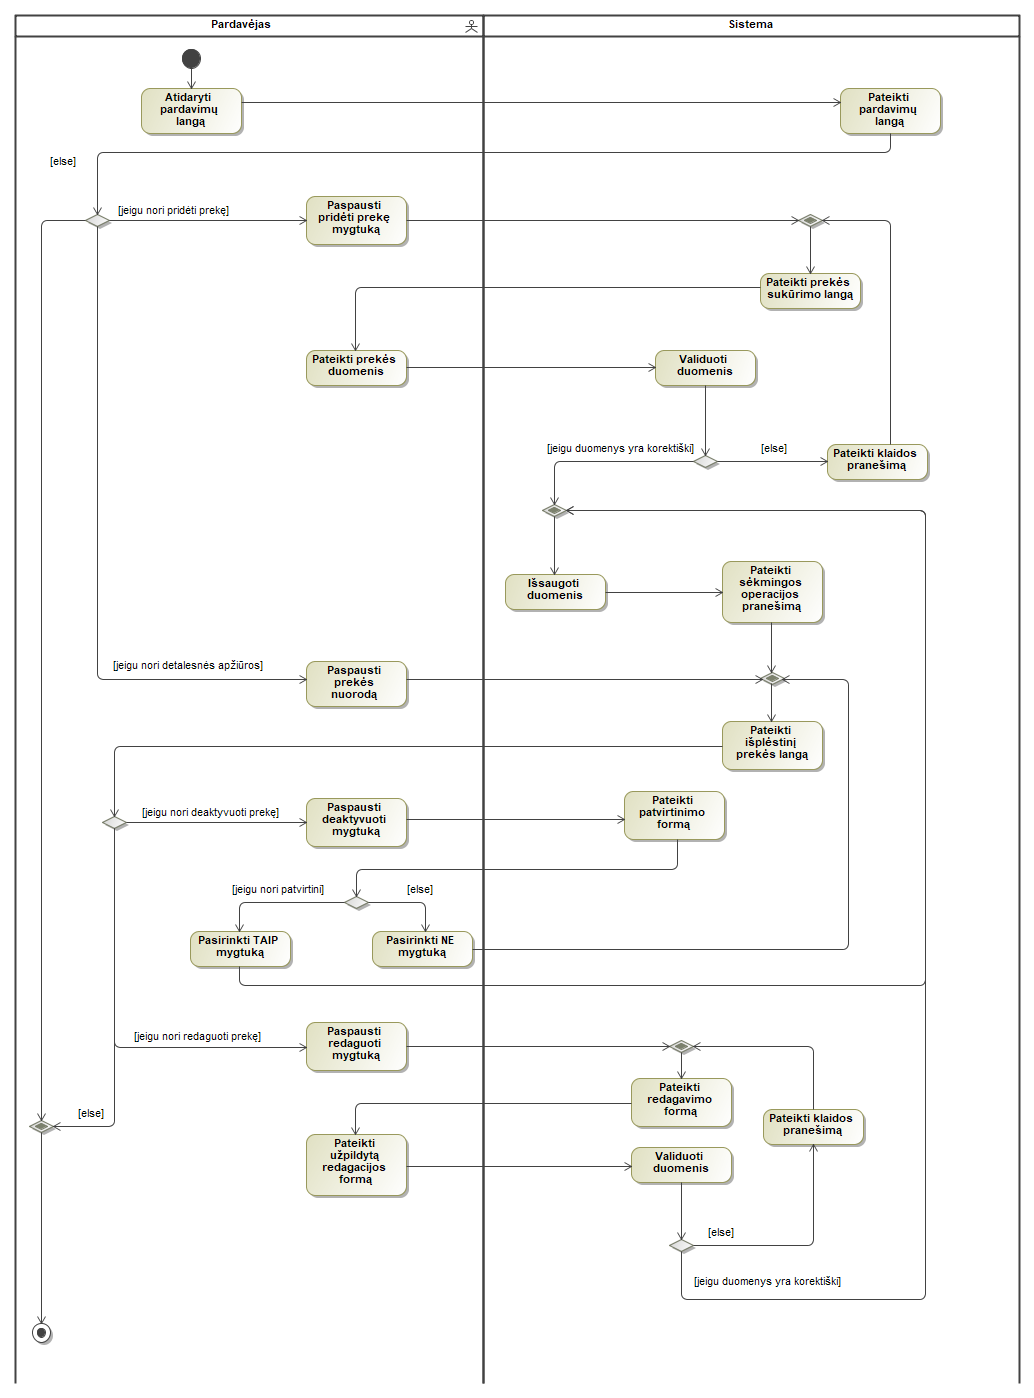 Pardavėjas
Sistema
Atidaryti
pardavimų
langą
Pateikti
pardavimų
langą
[else]
[jeigu nori pridėti prekę]
Paspausti
pridėti prekę
mygtuką
Pateikti prekės
sukūrimo langą
Pateikti prekės
duomenis
Validuoti
duomenis
[jeigu duomenys yra korektiški]
[else]
Pateikti klaidos
pranešimą
Išsaugoti
duomenis
Pateikti
sėkmingos
operacijos
pranešimą
[jeigu nori detalesnės apžiūros]
Paspausti
prekės
nuorodą
Pateikti
išplėstinį
prekės langą
[jeigu nori deaktyvuoti prekę]
Paspausti
deaktyvuoti
mygtuką
Pateikti
patvirtinimo
formą
[jeigu nori patvirtini]
[else]
Pasirinkti TAIP
mygtuką
Pasirinkti NE
mygtuką
[jeigu nori redaguoti prekę]
Paspausti
redaguoti
mygtuką
Pateikti
redagavimo
formą
[else]
Pateikti klaidos
pranešimą
Pateikti
užpildytą
redagacijos
formą
Validuoti
duomenis
[else]
[jeigu duomenys yra korektiški]